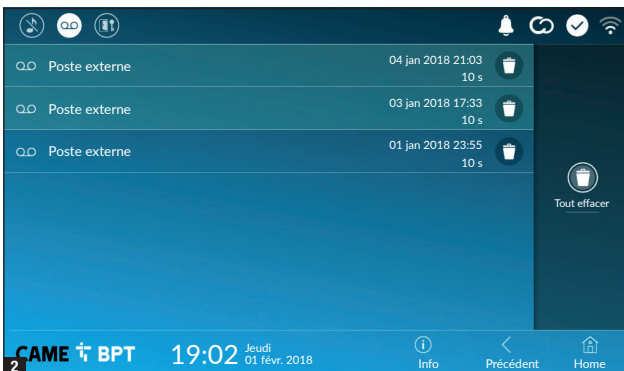 Poste externe
04 jan 2018 21:03
10 s
Poste externe
03 jan 2018 17:33
10 s
Poste externe
01 jan 2018 23:55
10 s
Tout effacer
CAME BPT
19:02
Jeudi
01 févr. 2018
Info
Précédent
Home
2